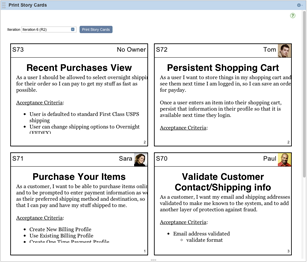 Print Story Cards
Iteration: Iteration 6 (R2)
Print Story Cards
S73 No Owner
Recent Purchases View
As a user I should be allowed to select overnight shippi
for their order so I can pay to get my stuff as fast as
possible.
Acceptance Criteria:
User is defaulted to standard First Class USPS
shipping
User can change shipping options to Overnight
2
S72 Tom
Persistent Shopping Cart
As a user I want to store things in my shopping cart and
see them next time I am logged in, so I can save an orde
for payday.
Once a user enters an item into their shopping cart,
persist that information in their profile so that it is
available next time they login.
Acceptance Criteria:
2
S71 Sara
Purchase Your Items
As a customer, I want to be able to purchase items onli
and to be prompted to enter payment information as w
as their preferred shipping method and destination, so
that I can pay and have my stuff shipped to me.
Acceptance Criteria:
Create New Billing Profile
Use Existing Billing Profile
Create One Time Payment Profile
1
S70 Paul
Validate Customer
Contact/Shipping info
As a customer, I want my email and shipping addresses
validated to make me known to the system, and to add
another layer of protection against fraud.
Acceptance Criteria:
Email address validated
validate format
3